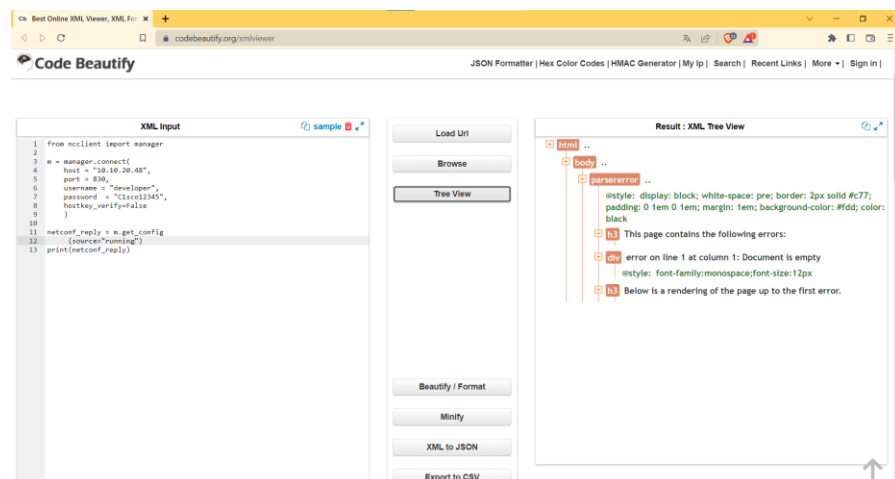 Cb Best Online XML Viewer, XML For
codebeautify.org/xmlviewer
Code Beautify
JSON Formatter | Hex Color Codes | HMAC Generator | My Ip | Search | Recent Links | More | Sign in |
XML Input
sample
1 from ncclient import manager
2
3 m = manager.connect(
4 host = "10.10.20.48",
5 port = 830,
6 username = "developer",
7 password = "C1sco12345",
8 hostkey_verify=False
9 )
10
11 netconf_reply = m.get_config
12 (source="running")
13 print(netconf_reply)
Load Url
Browse
Tree View
Beautify / Format
Minify
XML to JSON
Export to CSV
Result : XML Tree View
html ..
body ..
parsererror ..
@style: display: block; white-space: pre; border: 2px solid #c77;
padding: 0 1em 0 1em; margin: 1em; background-color: #fdd; color:
black
h3 This page contains the following errors:
div error on line 1 at column 1: Document is empty
@style: font-family:monospace;font-size:12px
h3 Below is a rendering of the page up to the first error.